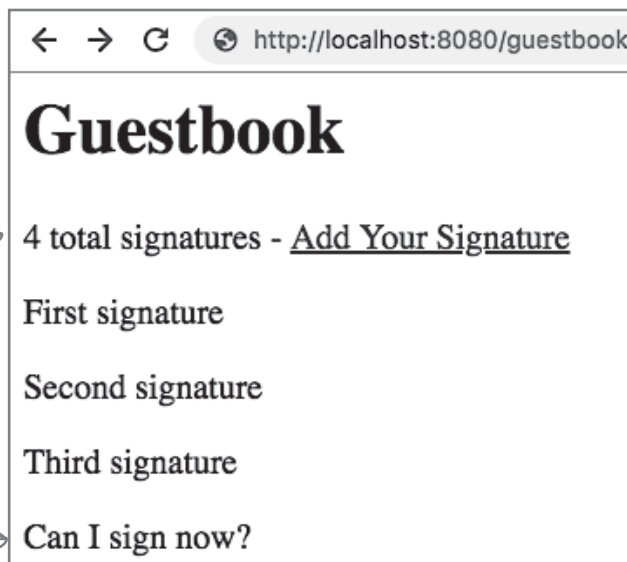 http://localhost:8080/guestbook
Guestbook
4 total signatures - Add Your Signature
First signature
Second signature
Third signature
Can I sign now?